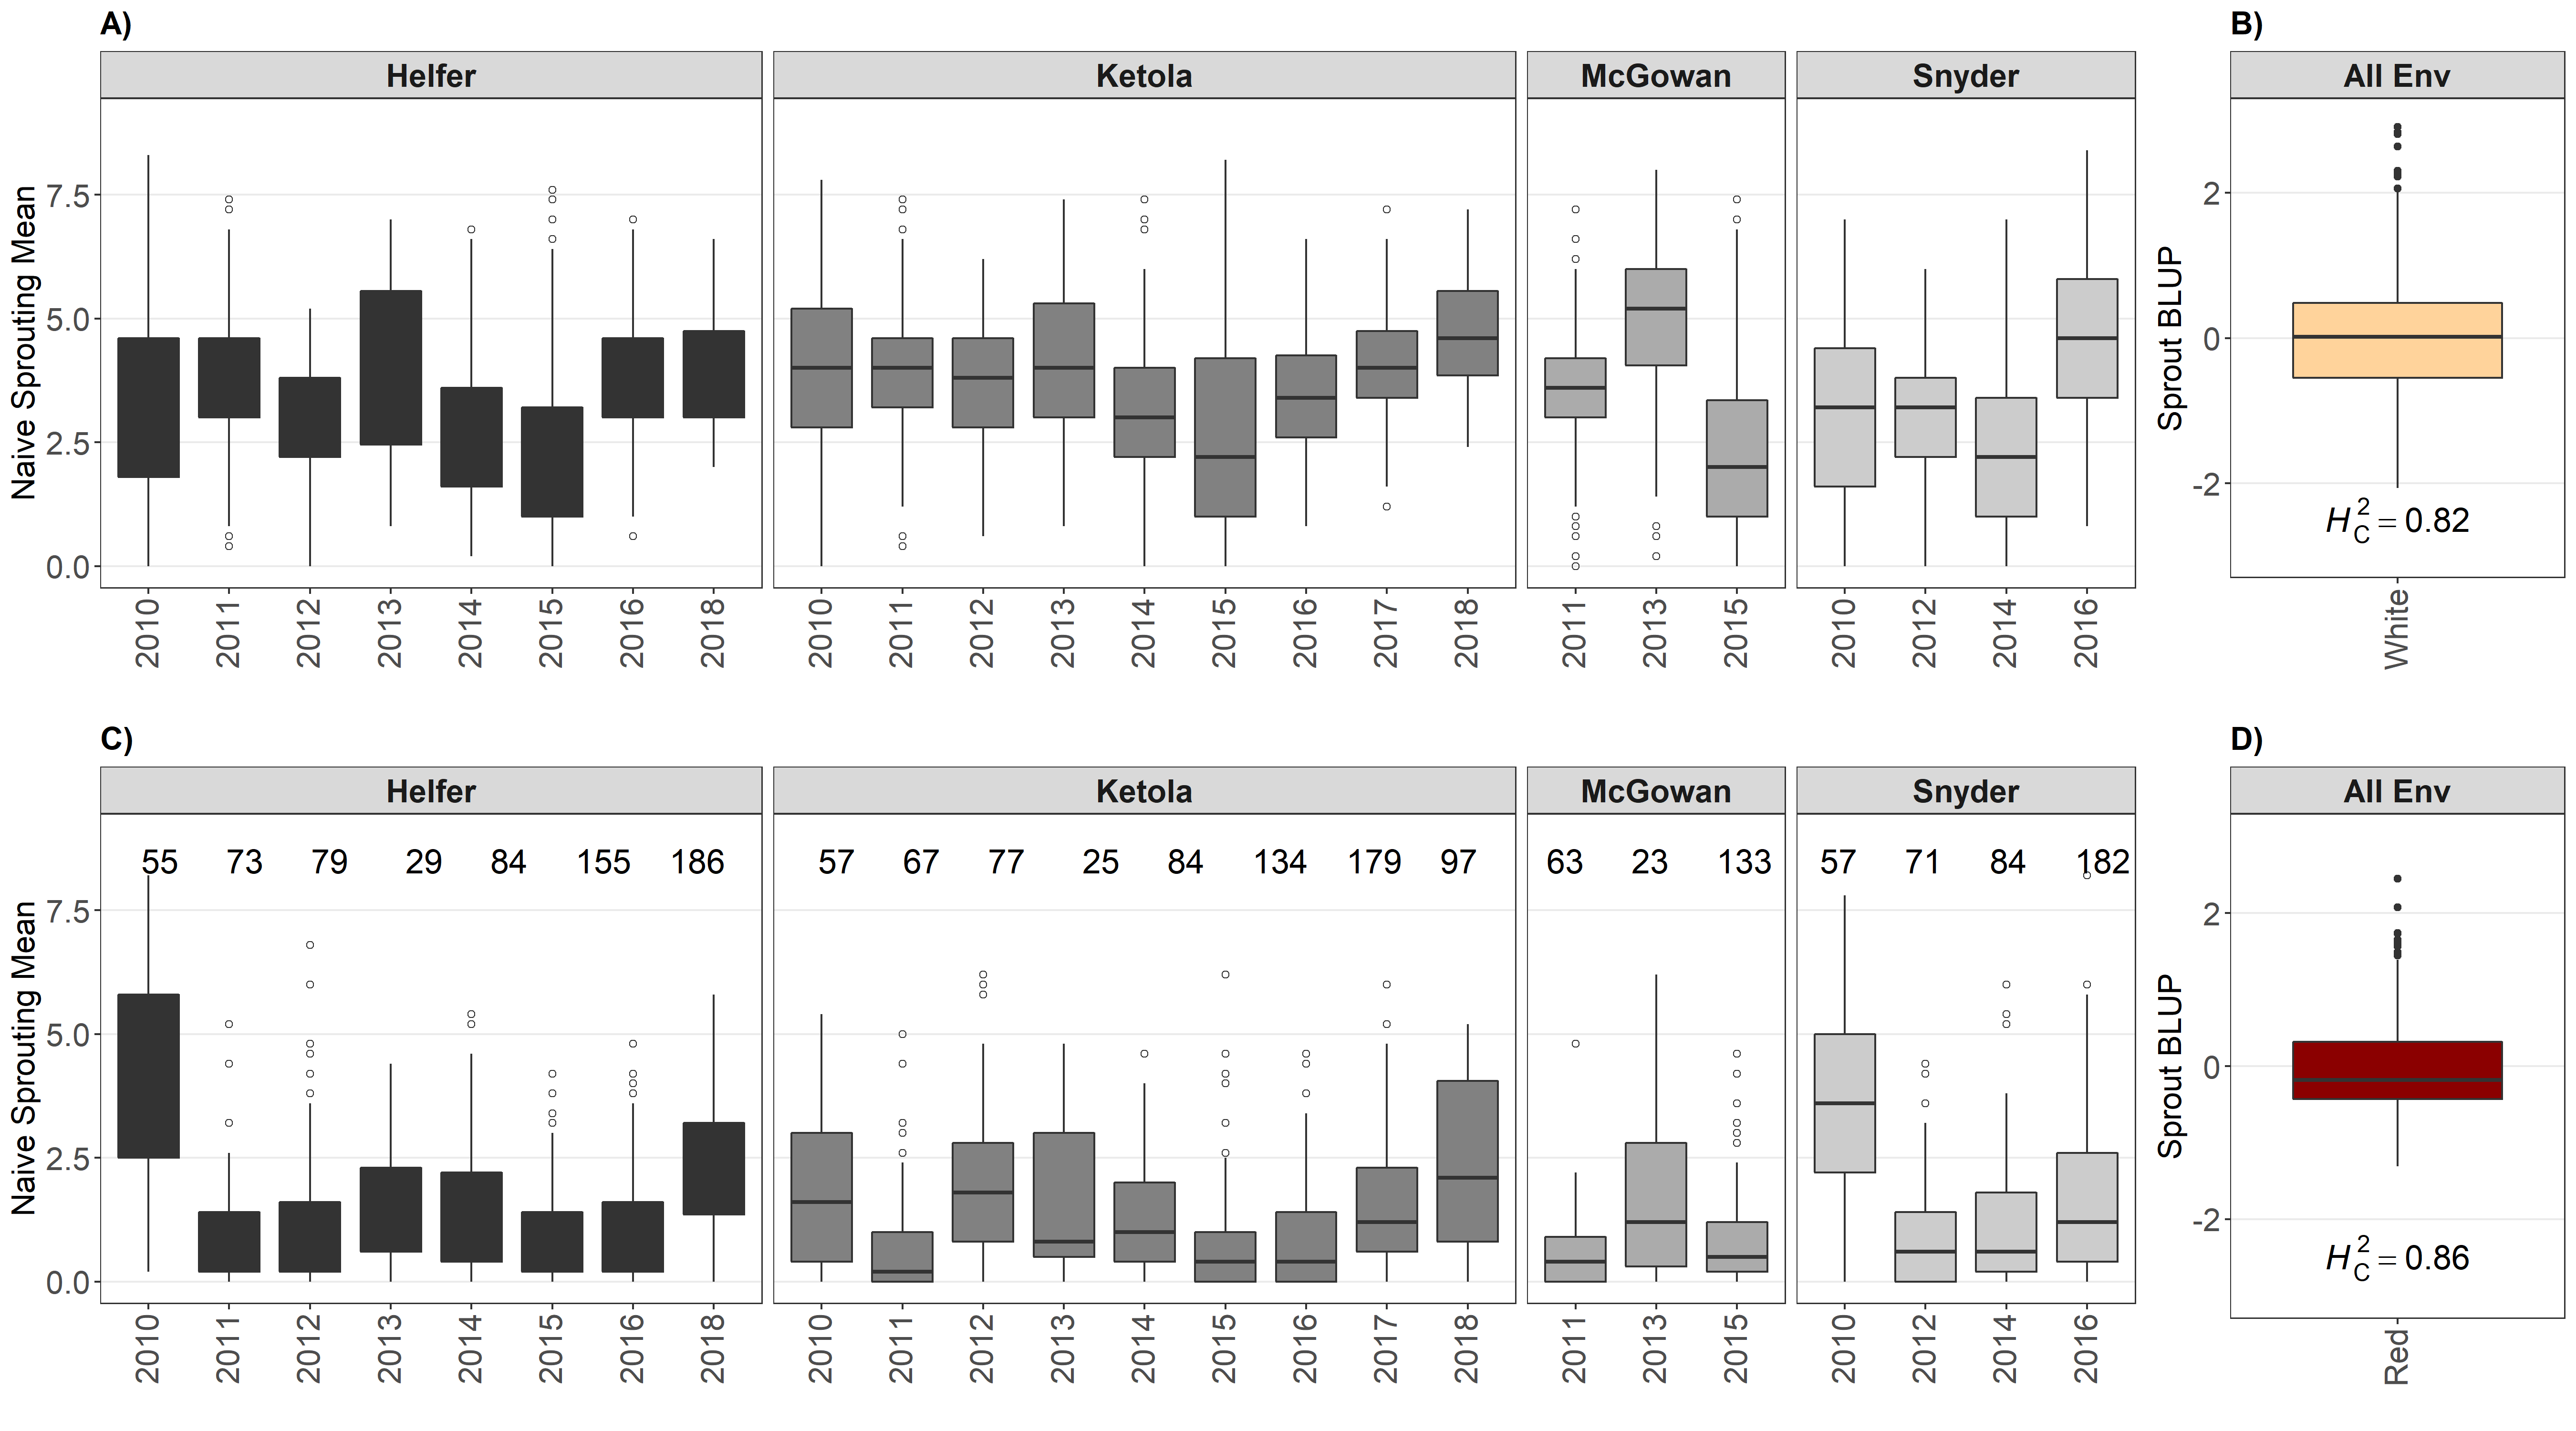 A)
B)
Helfer
Ketola
McGowan
Snyder
All Env
Naive Sprouting Mean
7.5
5.0
2.5
0.0
2010
2011
2012
2013
2014
2015
2016
2018
2010
2011
2012
2013
2014
2015
2016
2017
2018
2011
2013
2015
2010
2012
2014
2016
Sprout BLUP
2
0
-2
H²C = 0.82
White
C)
D)
Helfer
Ketola
McGowan
Snyder
All Env
55 73 79 29 84 155 186
57 67 77 25 84 134 179 97
63 23 133
57 71 84 182
Naive Sprouting Mean
7.5
5.0
2.5
0.0
2010
2011
2012
2013
2014
2015
2016
2018
2010
2011
2012
2013
2014
2015
2016
2017
2018
2011
2013
2015
2010
2012
2014
2016
Sprout BLUP
2
0
-2
H²C = 0.86
Red